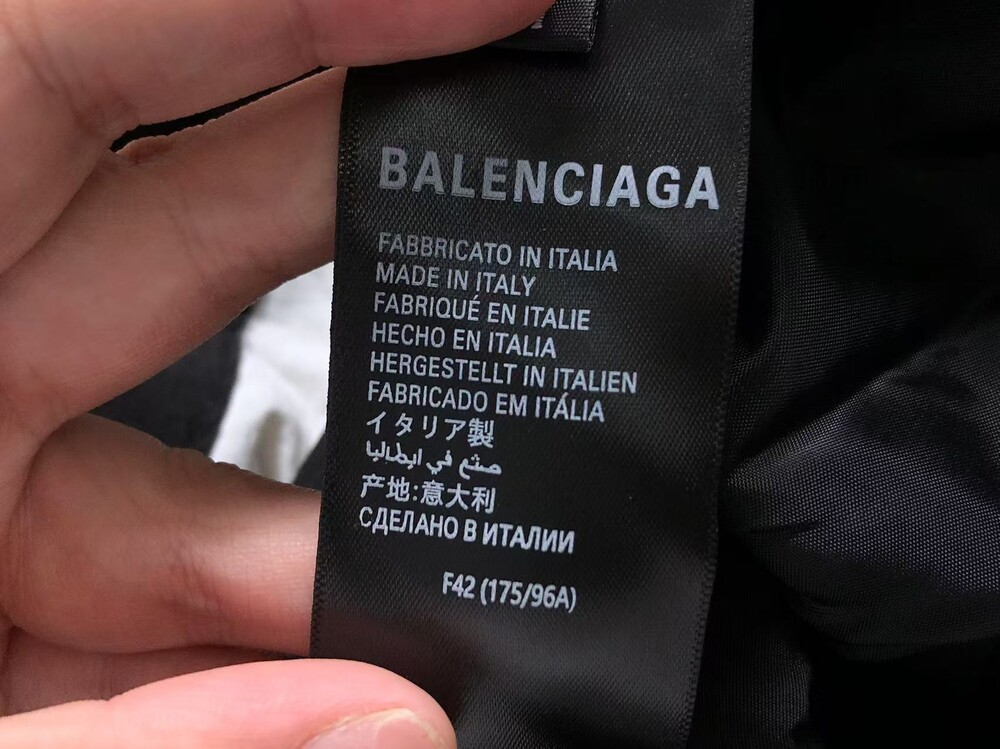 BALENCIAGA
FABBRICATO IN ITALIA
MADE IN ITALY
FABRIQUÉ EN ITALIE
HECHO EN ITALIA
HERGESTELLT IN ITALIEN
FABRICADO EM ITÁLIA
イタリア製
صنع في ايطاليا
产地:意大利
СДЕЛАНО В ИТАЛИИ
F42 (175/96A)